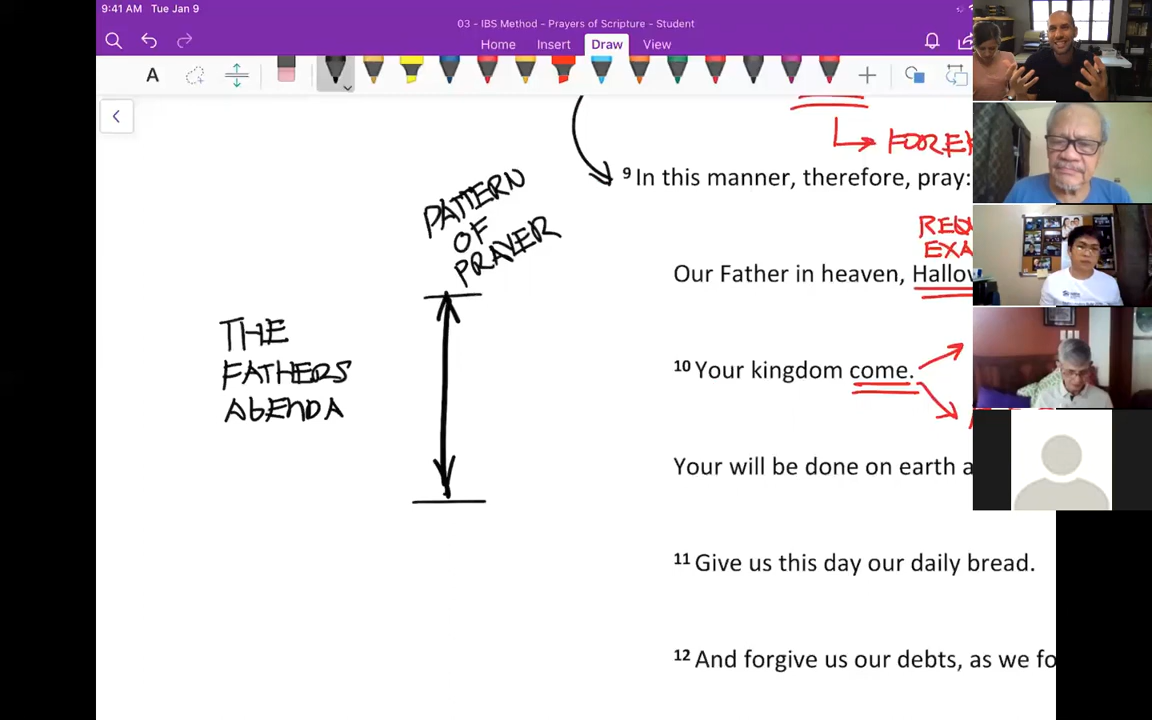 9:41 AM Tue Jan 9
03 - IBS Method - Prayers of Scripture - Student
Home Insert Draw View
A
9 In this manner, therefore, pray:
PATTERN
OF
PRAYER
Our Father in heaven,
THE
FATHERS
AGENDA
10 Your kingdom come.
Your will be done on earth
11 Give us this day our daily bread.
12 And forgive us our debts, as we